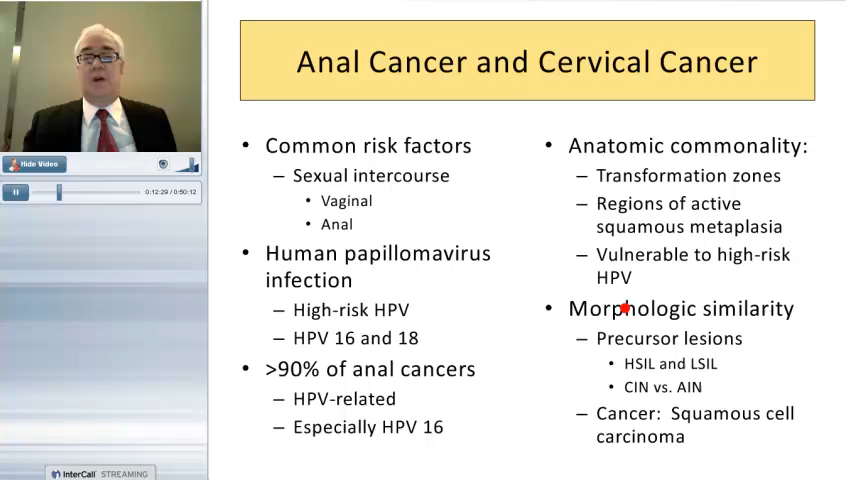 Anal Cancer and Cervical Cancer
• Common risk factors
– Sexual intercourse
• Vaginal
• Anal
• Human papillomavirus
infection
– High-risk HPV
– HPV 16 and 18
• >90% of anal cancers
– HPV-related
– Especially HPV 16
• Anatomic commonality:
– Transformation zones
– Regions of active
squamous metaplasia
– Vulnerable to high-risk
HPV
• Morphologic similarity
– Precursor lesions
• HSIL and LSIL
• CIN vs. AIN
– Cancer: Squamous cell
carcinoma
Hide Video
0:12:29 / 0:50:12
InterCall STREAMING